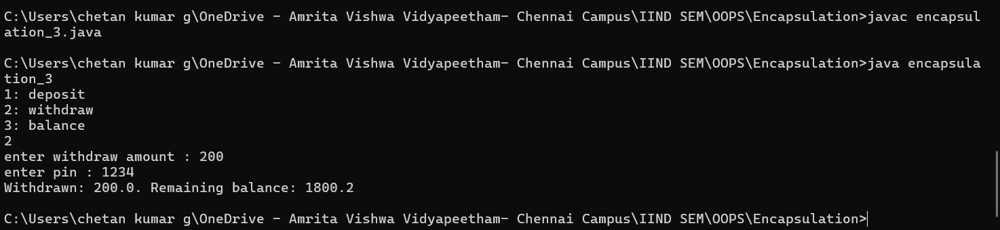 C:\Users\chetan kumar g\OneDrive - Amrita Vishwa Vidyapeetham- Chennai Campus\IIND SEM\OOPS\Encapsulation>javac encapsul
ation_3.java
C:\Users\chetan kumar g\OneDrive - Amrita Vishwa Vidyapeetham- Chennai Campus\IIND SEM\OOPS\Encapsulation>java encapsula
tion_3
1: deposit
2: withdraw
3: balance
2
enter withdraw amount : 200
enter pin : 1234
Withdrawn: 200.0. Remaining balance: 1800.2
C:\Users\chetan kumar g\OneDrive - Amrita Vishwa Vidyapeetham- Chennai Campus\IIND SEM\OOPS\Encapsulation>